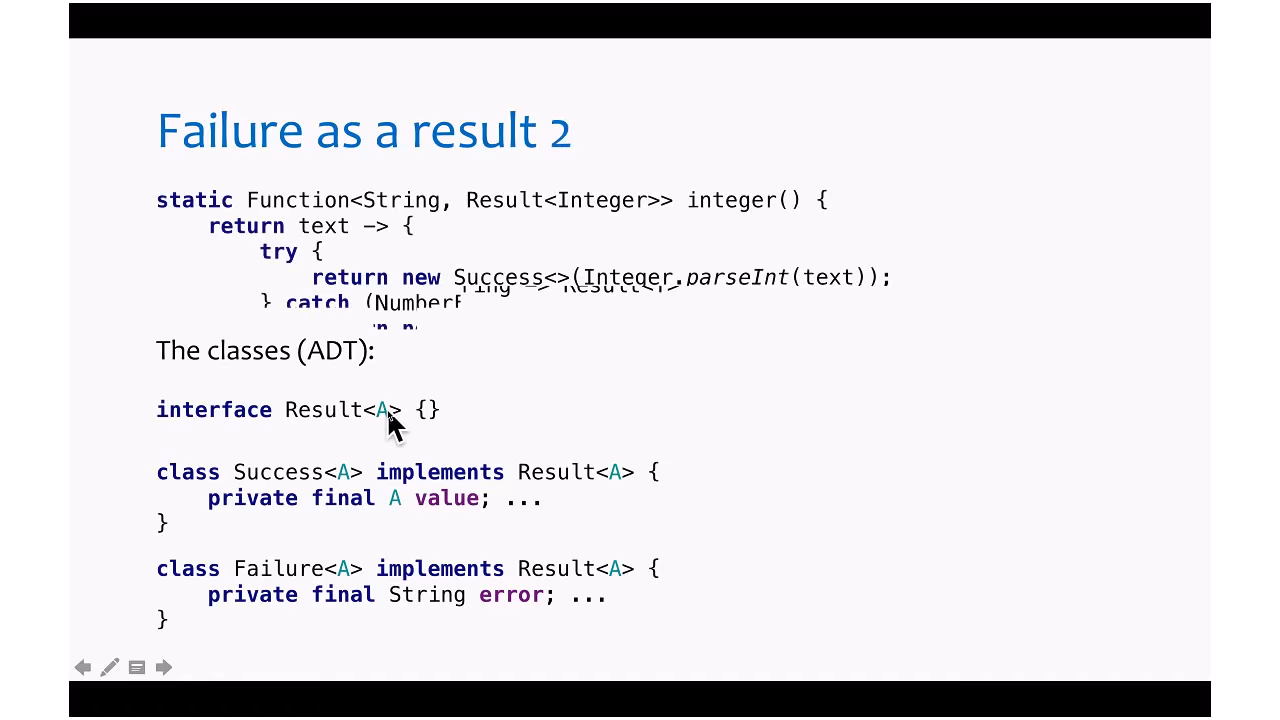 Failure as a result 2
static Function<String, Result<Integer>> integer() {
return text -> {
try {
return new Success<>(Integer.parseInt(text));
} catch (Number
The classes (ADT):
interface Result<A> {}
class Success<A> implements Result<A> {
private final A value; ...
}
class Failure<A> implements Result<A> {
private final String error; ...
}